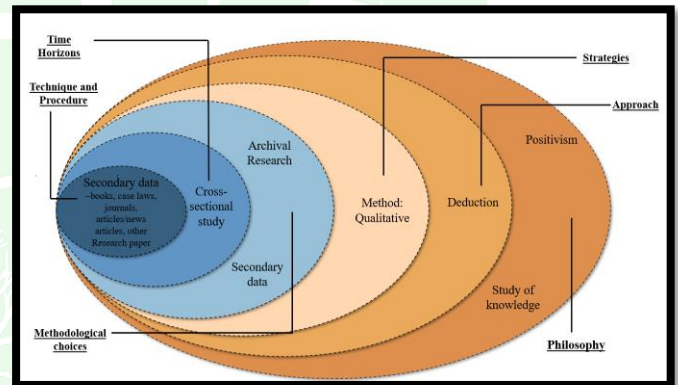 Time
Horizons
Technique and
Procedure
Strategies
Approach
Positivism
Archival
Research
Secondary data
–books, case laws,
journals,
articles/news
articles, other
Research paper
Cross-
sectional
study
Method:
Qualitative
Deduction
Secondary
data
Study of
knowledge
Methodological
choices
Philosophy